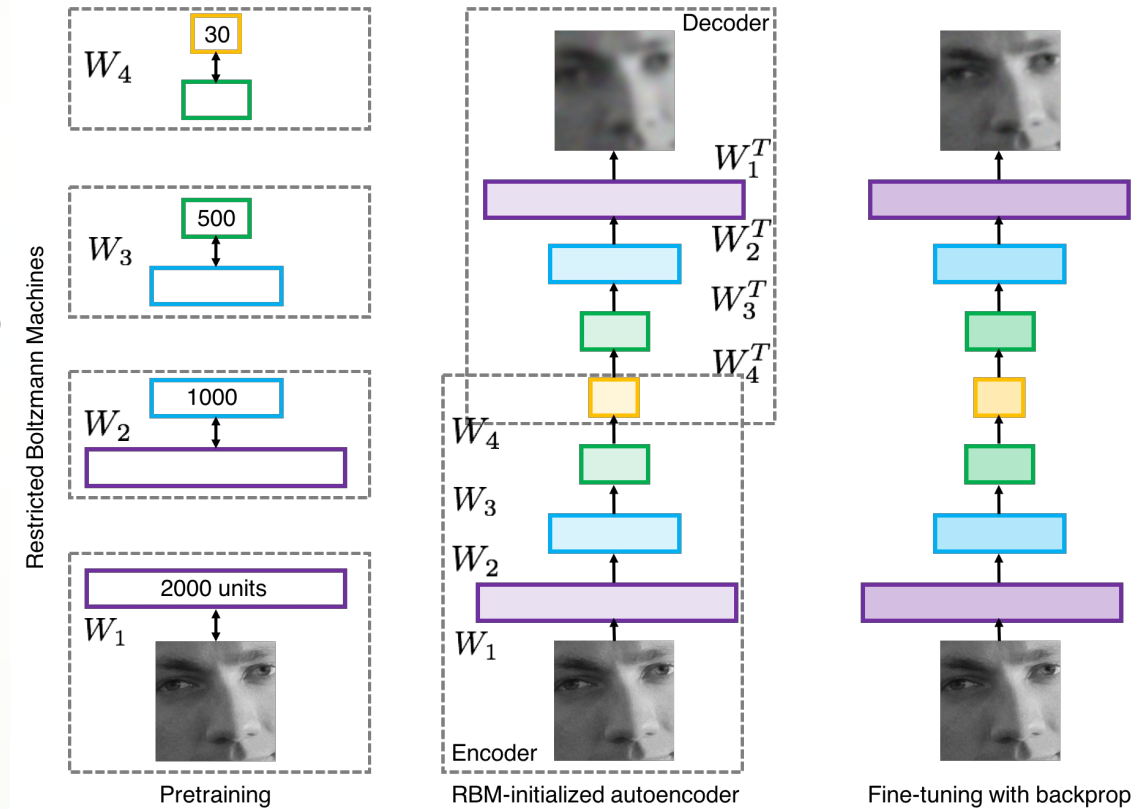 Restricted Boltzmann Machines
30
W_4
500
W_3
1000
W_2
2000 units
W_1
Pretraining
Decoder
W_1^T
W_2^T
W_3^T
W_4^T
W_4
W_3
W_2
W_1
Encoder
RBM-initialized autoencoder
Fine-tuning with backprop